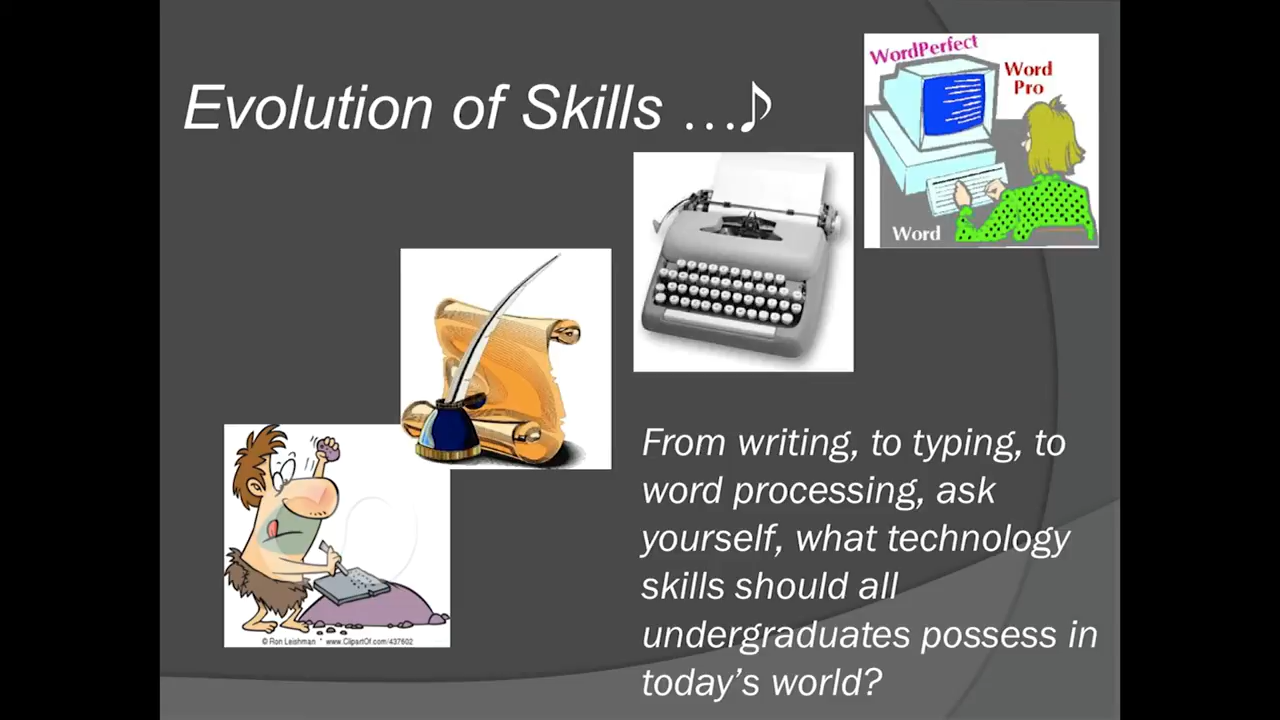 Evolution of Skills ...♪
WordPerfect
Word
Pro
Word
From writing, to typing, to
word processing, ask
yourself, what technology
skills should all
undergraduates possess in
today's world?
© Ron Leishman * www.ClipartOf.com/437602